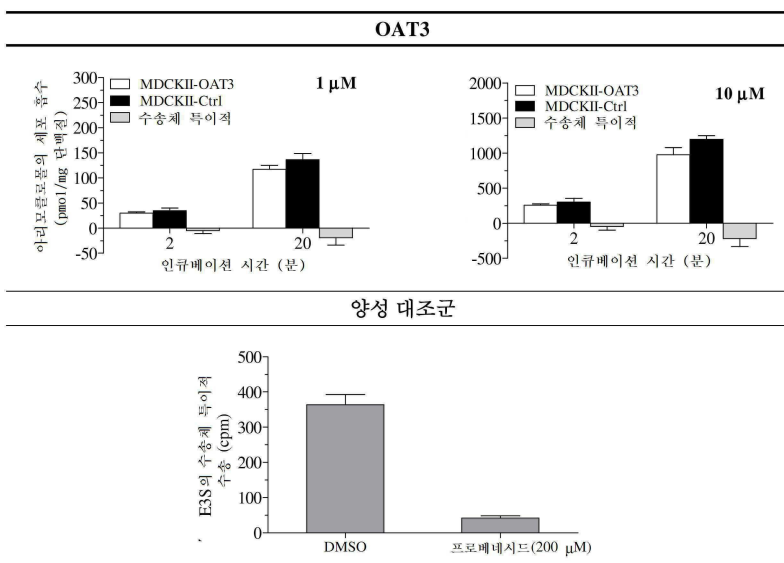 OAT3
아리모클로몰의 세포 흡수
(pmol/mg 단백질)
300
250
200
150
100
50
0
-50
MDCKII-OAT3
MDCKII-Ctrl
수송체 특이적
1 μM
2
20
인큐베이션 시간 (분)
2000
1500
1000
500
0
-500
MDCKII-OAT3
MDCKII-Ctrl
수송체 특이적
10 μM
2
20
인큐베이션 시간 (분)
양성 대조군
E3S의 수송체 특이적
수송 (cpm)
500
400
300
200
100
0
DMSO
프로베네시드(200 μM)